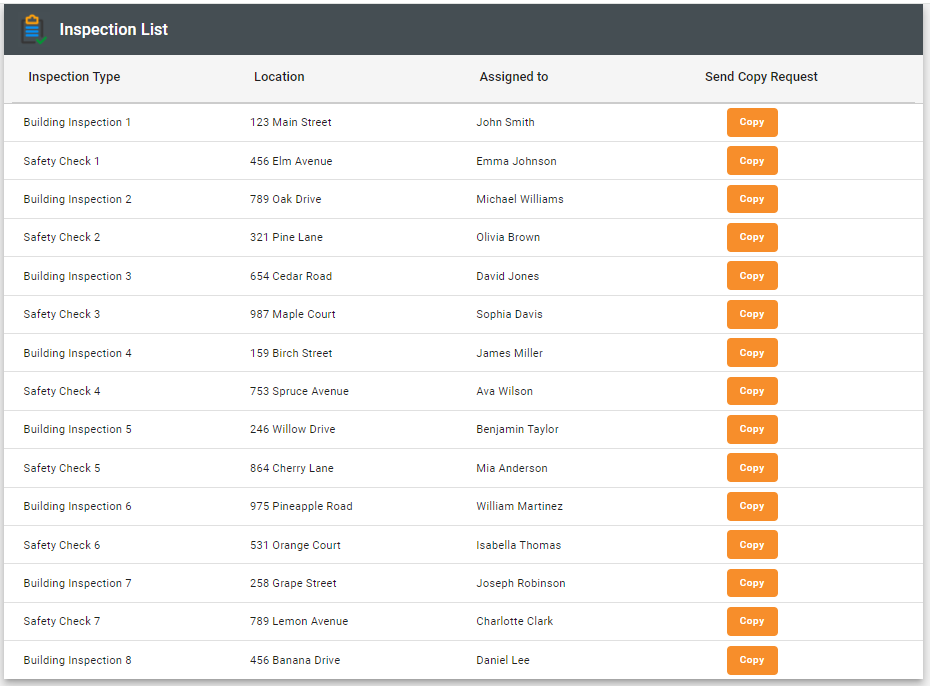 Inspection List
Inspection Type Location Assigned to Send Copy Request
Building Inspection 1 123 Main Street John Smith Copy
Safety Check 1 456 Elm Avenue Emma Johnson Copy
Building Inspection 2 789 Oak Drive Michael Williams Copy
Safety Check 2 321 Pine Lane Olivia Brown Copy
Building Inspection 3 654 Cedar Road David Jones Copy
Safety Check 3 987 Maple Court Sophia Davis Copy
Building Inspection 4 159 Birch Street James Miller Copy
Safety Check 4 753 Spruce Avenue Ava Wilson Copy
Building Inspection 5 246 Willow Drive Benjamin Taylor Copy
Safety Check 5 864 Cherry Lane Mia Anderson Copy
Building Inspection 6 975 Pineapple Road William Martinez Copy
Safety Check 6 531 Orange Court Isabella Thomas Copy
Building Inspection 7 258 Grape Street Joseph Robinson Copy
Safety Check 7 789 Lemon Avenue Charlotte Clark Copy
Building Inspection 8 456 Banana Drive Daniel Lee Copy